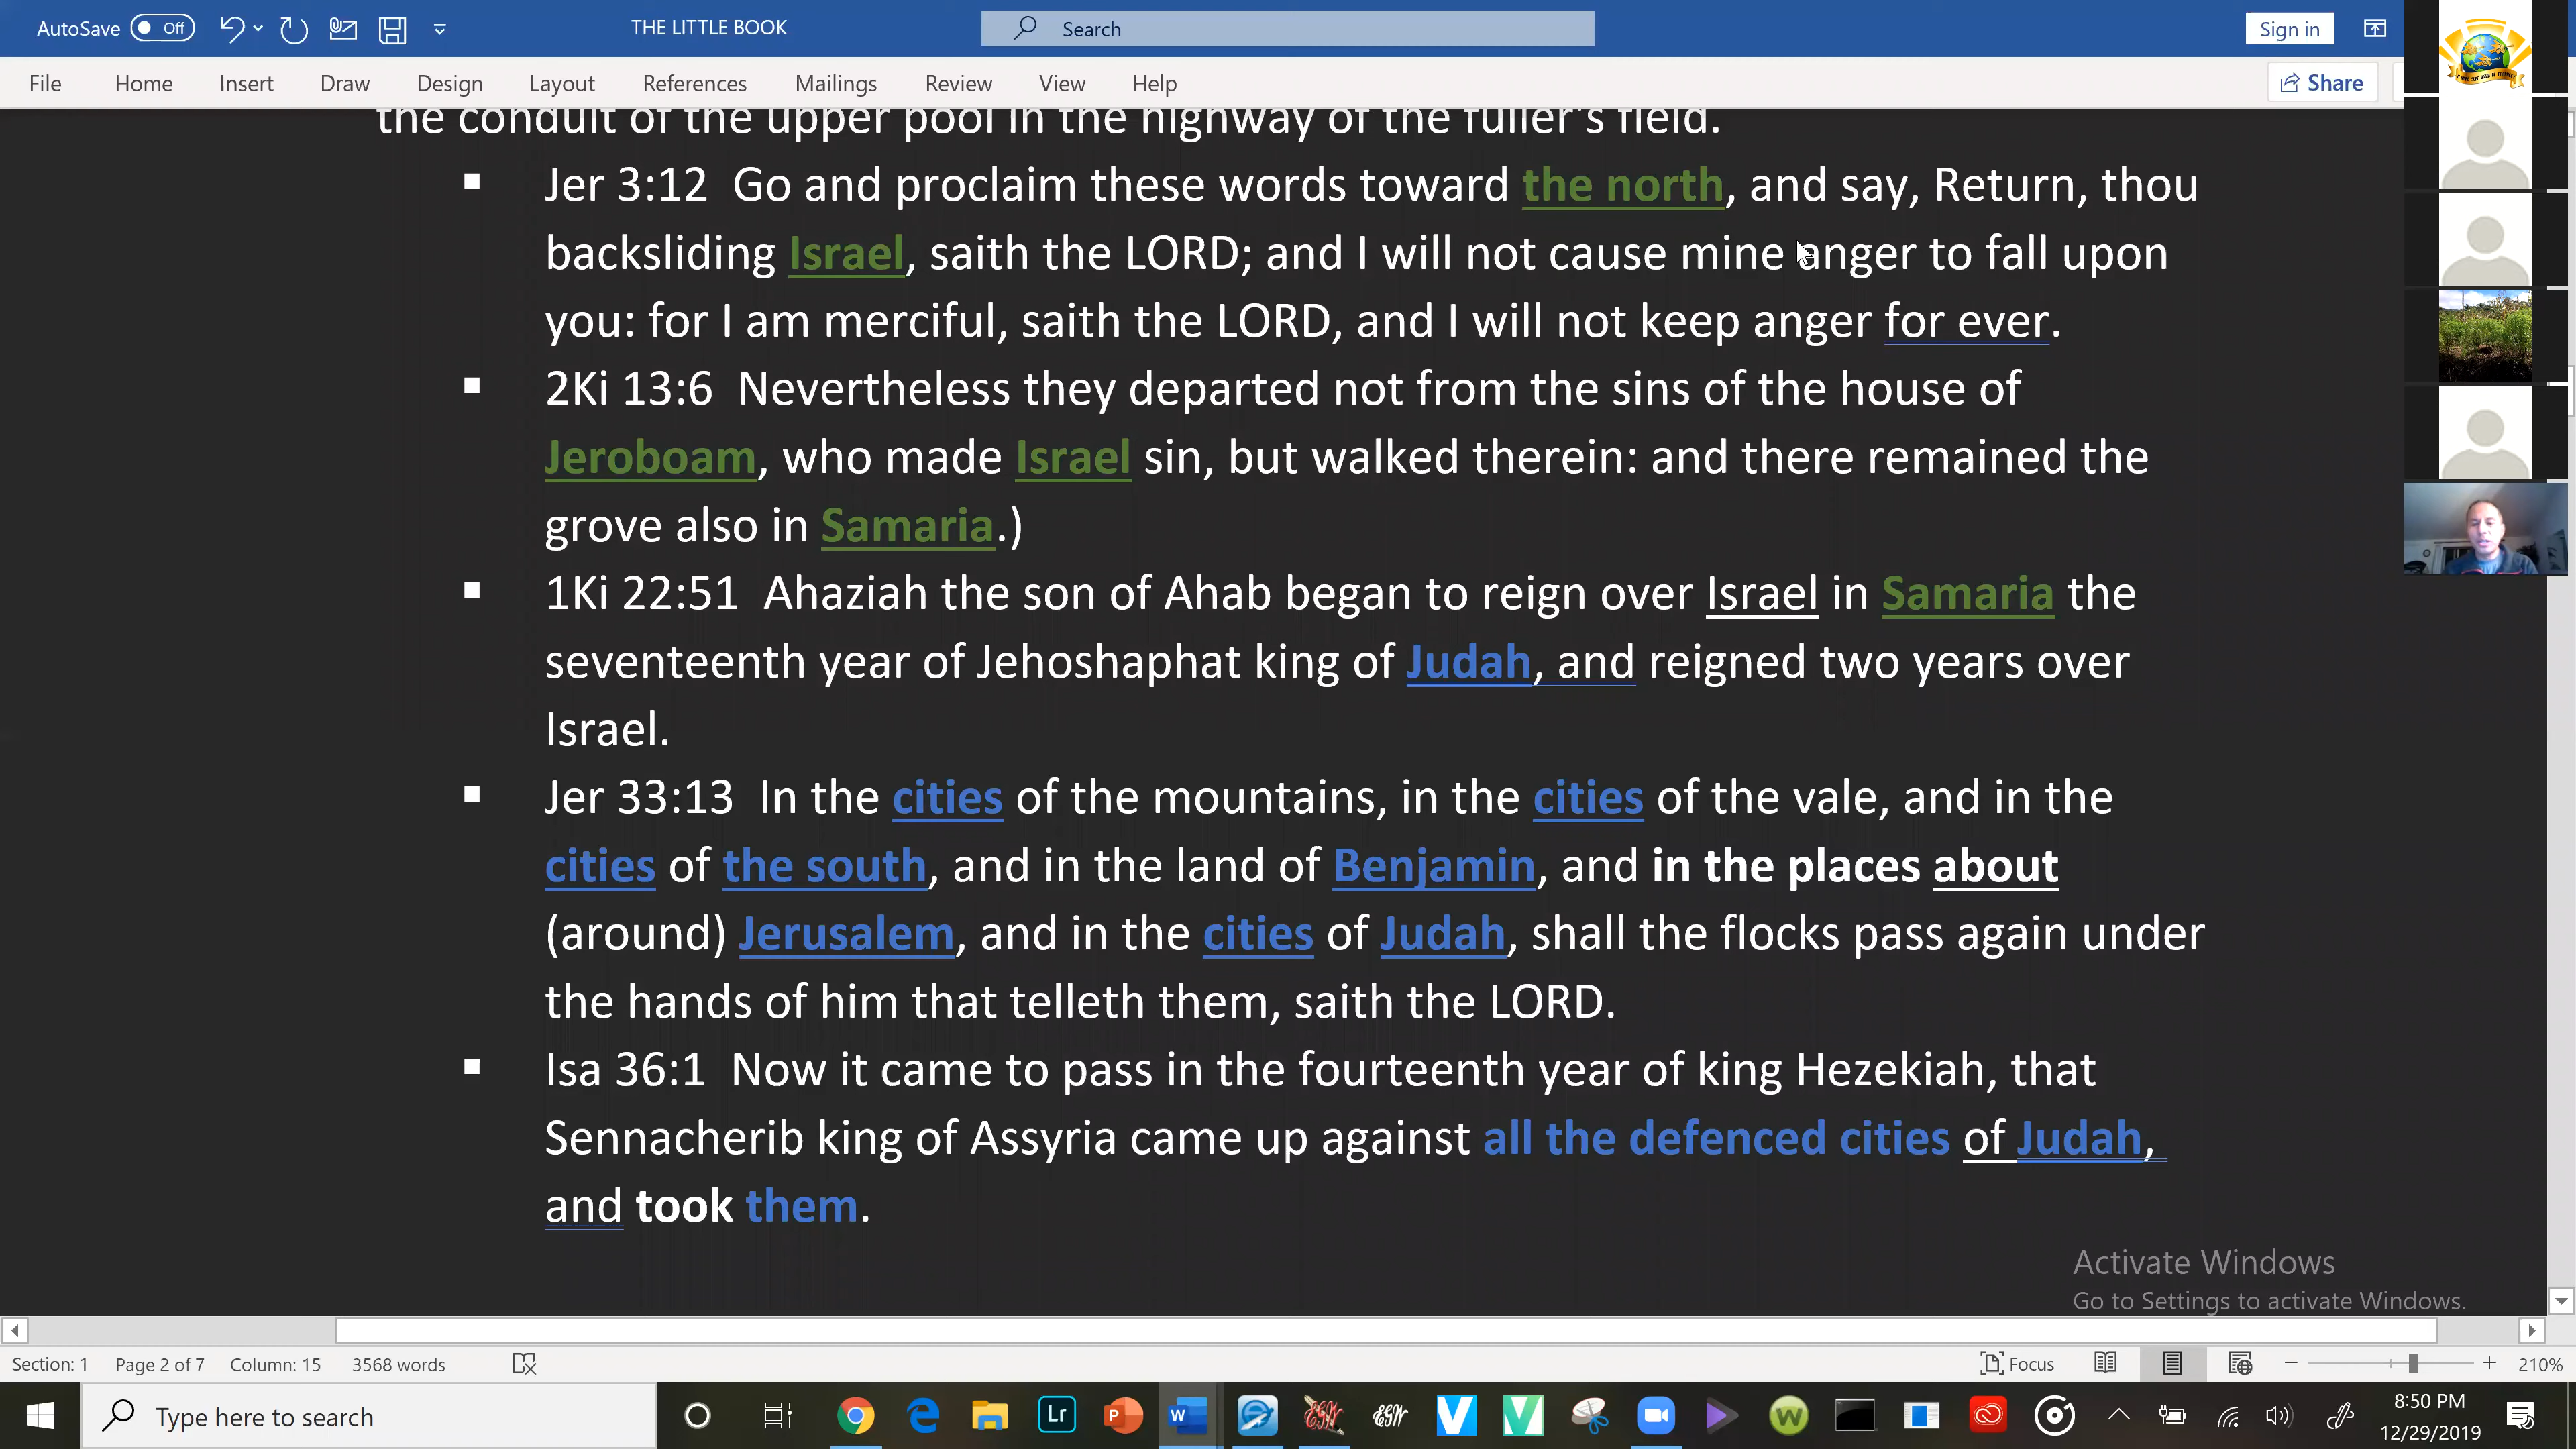 AutoSave Off THE LITTLE BOOK Search Sign in
File Home Insert Draw Design Layout References Mailings Review View Help Share
the conduit of the upper pool in the highway of the fuller's field.
▪ Jer 3:12 Go and proclaim these words toward the north, and say, Return, thou
backsliding Israel, saith the LORD; and I will not cause mine anger to fall upon
you: for I am merciful, saith the LORD, and I will not keep anger for ever.
▪ 2Ki 13:6 Nevertheless they departed not from the sins of the house of
Jeroboam, who made Israel sin, but walked therein: and there remained the
grove also in Samaria.)
▪ 1Ki 22:51 Ahaziah the son of Ahab began to reign over Israel in Samaria the
seventeenth year of Jehoshaphat king of Judah, and reigned two years over
Israel.
▪ Jer 33:13 In the cities of the mountains, in the cities of the vale, and in the
cities of the south, and in the land of Benjamin, and in the places about
(around) Jerusalem, and in the cities of Judah, shall the flocks pass again under
the hands of him that telleth them, saith the LORD.
▪ Isa 36:1 Now it came to pass in the fourteenth year of king Hezekiah, that
Sennacherib king of Assyria came up against all the defenced cities of Judah,
and took them.
Activate Windows
Go to Settings to activate Windows.
Section: 1 Page 2 of 7 Column: 15 3568 words Focus 210%
Type here to search Lr P W EGW EGW V V W 8:50 PM
12/29/2019